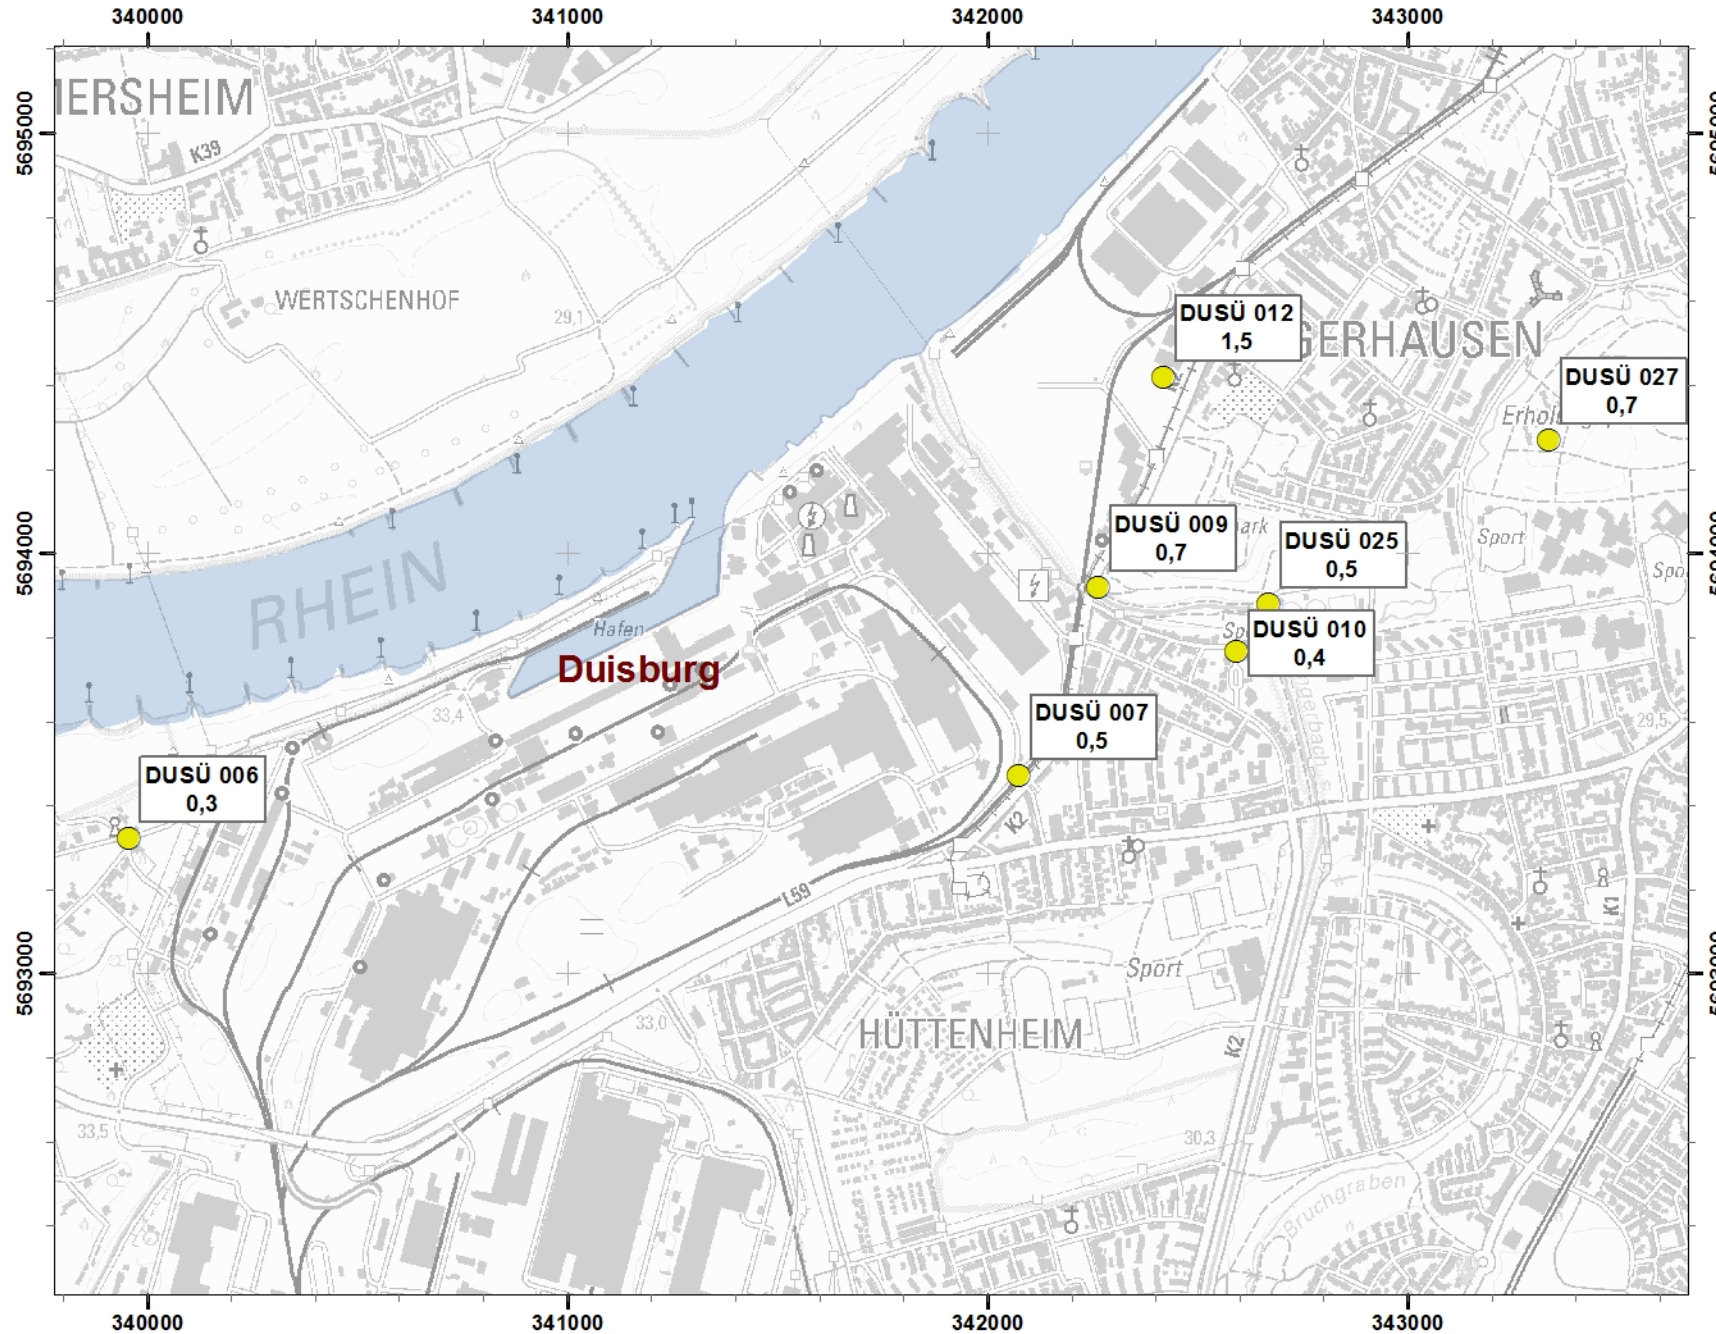 340000
341000
342000
343000
5695000
IERSHEIM
K39
WERTSCHENHOF
29,1
DUSÜ 012
1,5
GERHAUSEN
DUSÜ 027
0,7
5694000
RHEIN
Hafen
DUSÜ 009
0,7
ark
DUSÜ 025
0,5
Sport
DUSÜ 010
0,4
Duisburg
33,4
DUSÜ 007
0,5
29,5
DUSÜ 006
0,3
K2
L59
K1
5693000
Sport
33,0
HÜTTENHEIM
K2
33,5
30,3
Bruchgraben
340000
341000
342000
343000